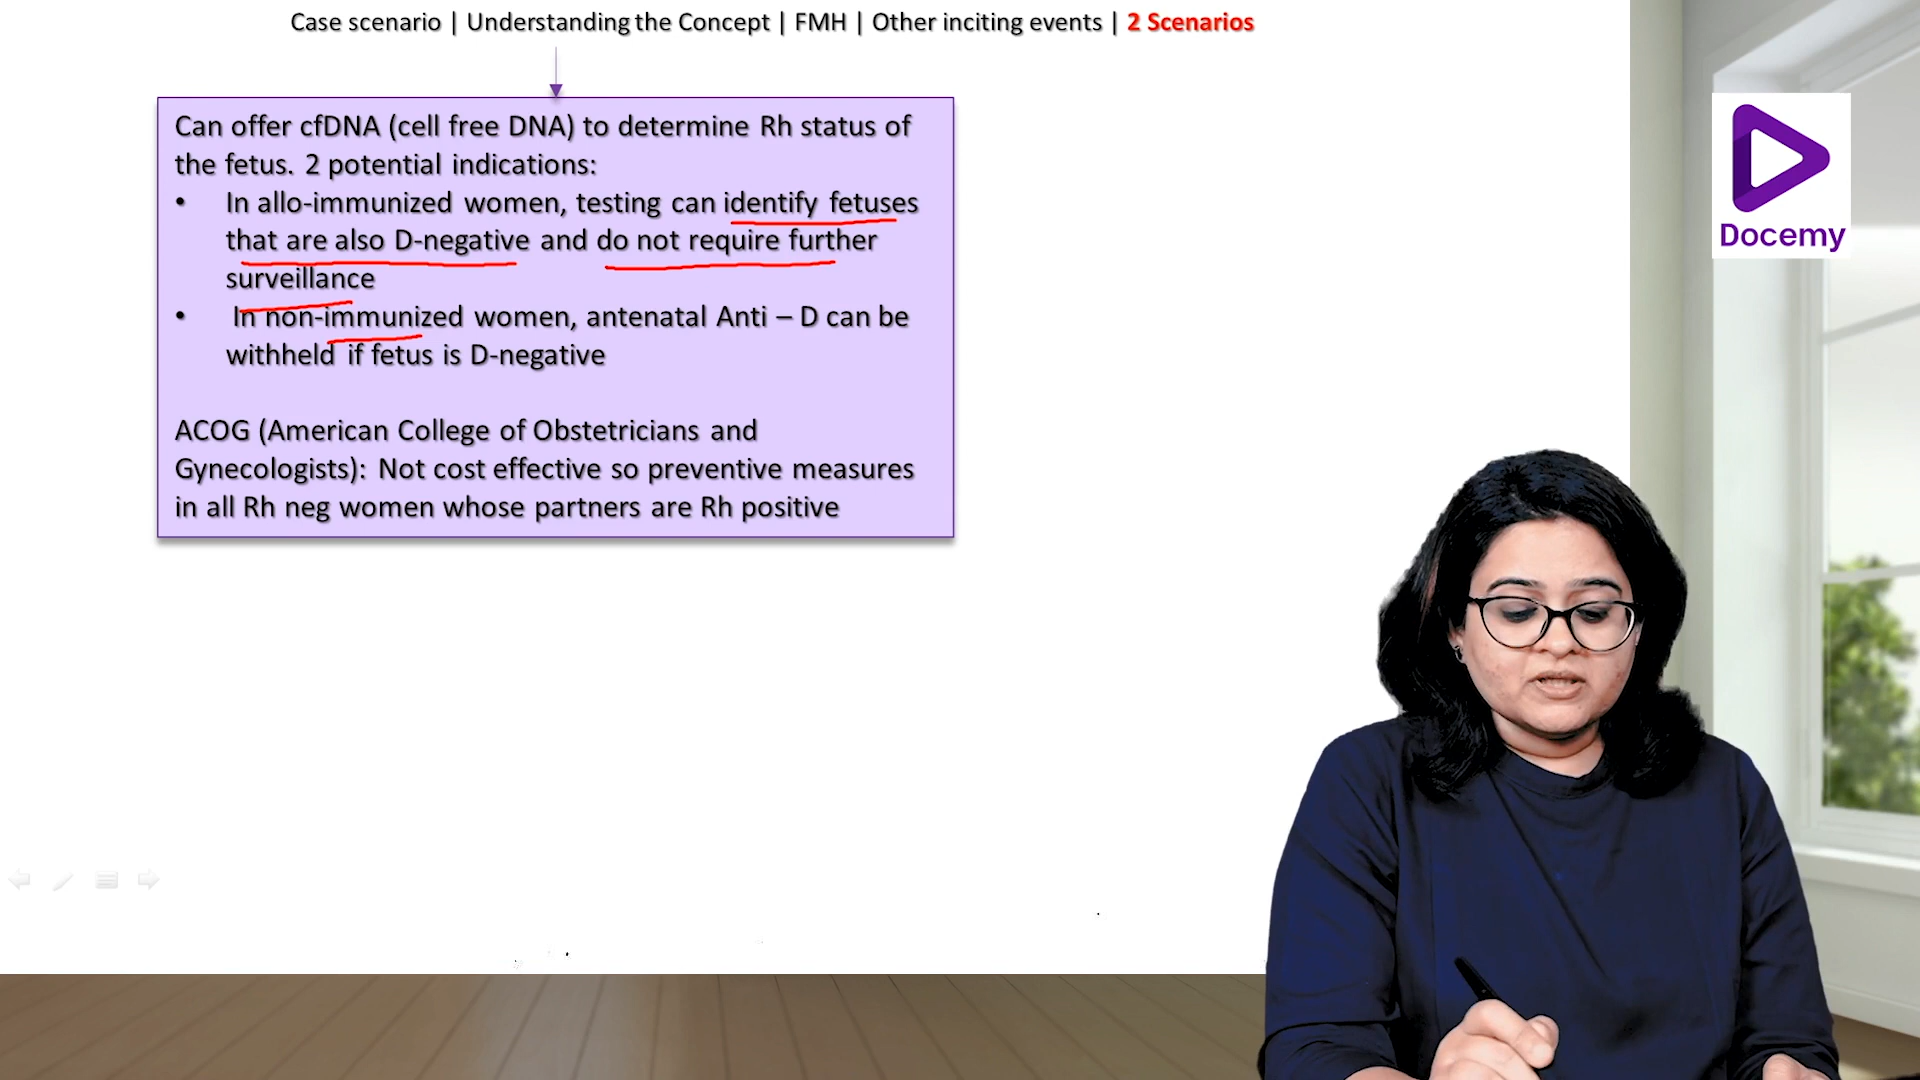 Case scenario | Understanding the Concept | FMH | Other inciting events | 2 Scenarios
Can offer cfDNA (cell free DNA) to determine Rh status of
the fetus. 2 potential indications:
• In allo-immunized women, testing can identify fetuses
that are also D-negative and do not require further
surveillance
• In non-immunized women, antenatal Anti – D can be
withheld if fetus is D-negative
ACOG (American College of Obstetricians and
Gynecologists): Not cost effective so preventive measures
in all Rh neg women whose partners are Rh positive
Docemy